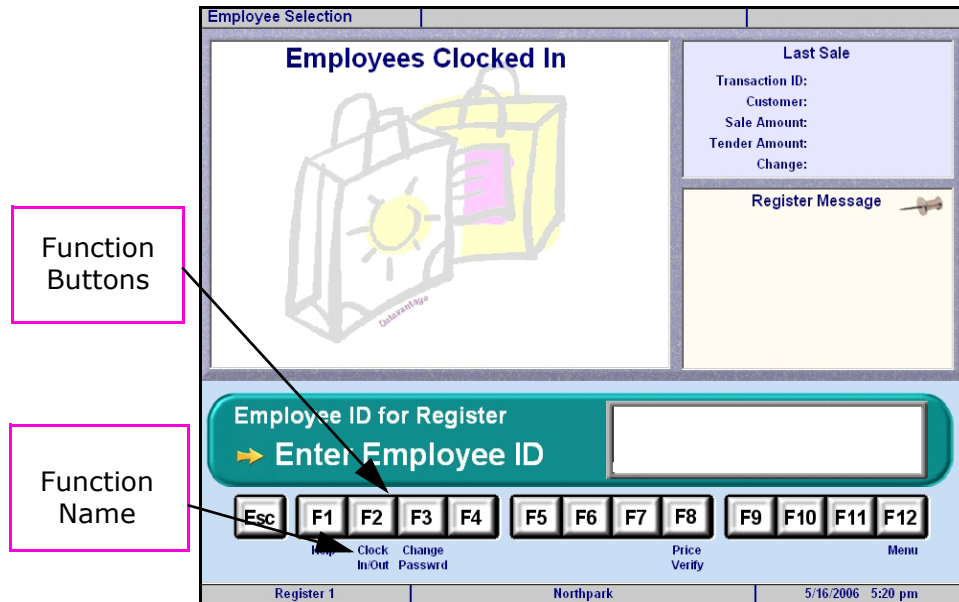 Employee Selection
Employees Clocked In
Last Sale
Transaction ID:
Customer:
Sale Amount:
Tender Amount:
Change:
Register Message
Datavantage
Function
Buttons
Employee ID for Register
Enter Employee ID
Function
Name
Esc F1 F2 F3 F4 F5 F6 F7 F8 F9 F10 F11 F12
Help Clock Change Price Menu
In/Out Passwrd Verify
Register 1 Northpark 5/16/2006 5:20 pm